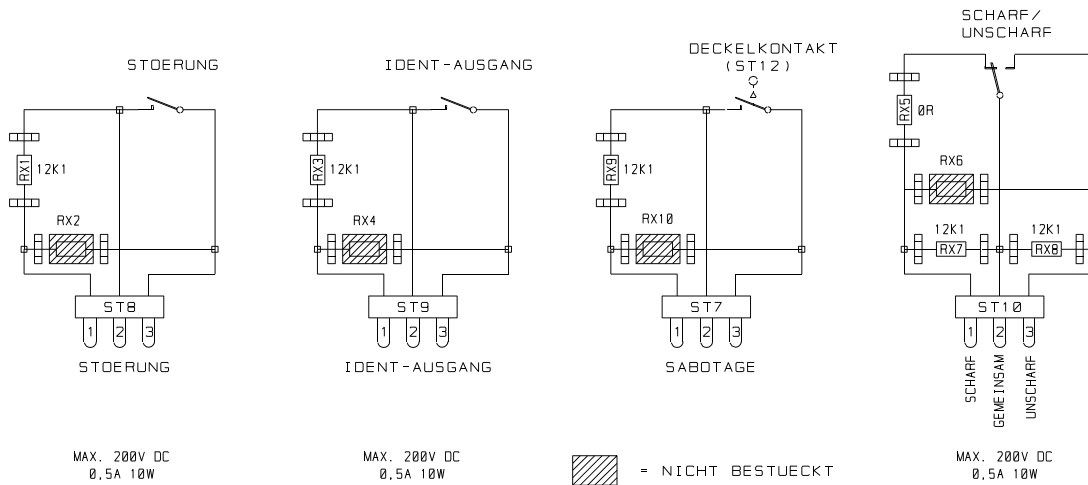 STOERUNG
RX1
12K1
RX2
ST8
1 2 3
STOERUNG
MAX. 200V DC
0,5A 10W
IDENT-AUSGANG
RX3
12K1
RX4
ST9
1 2 3
IDENT-AUSGANG
MAX. 200V DC
0,5A 10W
DECKELKONTAKT
(ST12)
RX9
12K1
RX10
ST7
1 2 3
SABOTAGE
= NICHT BESTUECKT
SCHARF/
UNSCHARF
RX5
0R
RX6
12K1
RX7
12K1
RX8
ST10
1 2 3
SCHARF
GEMEINSAM
UNSCHARF
MAX. 200V DC
0,5A 10W